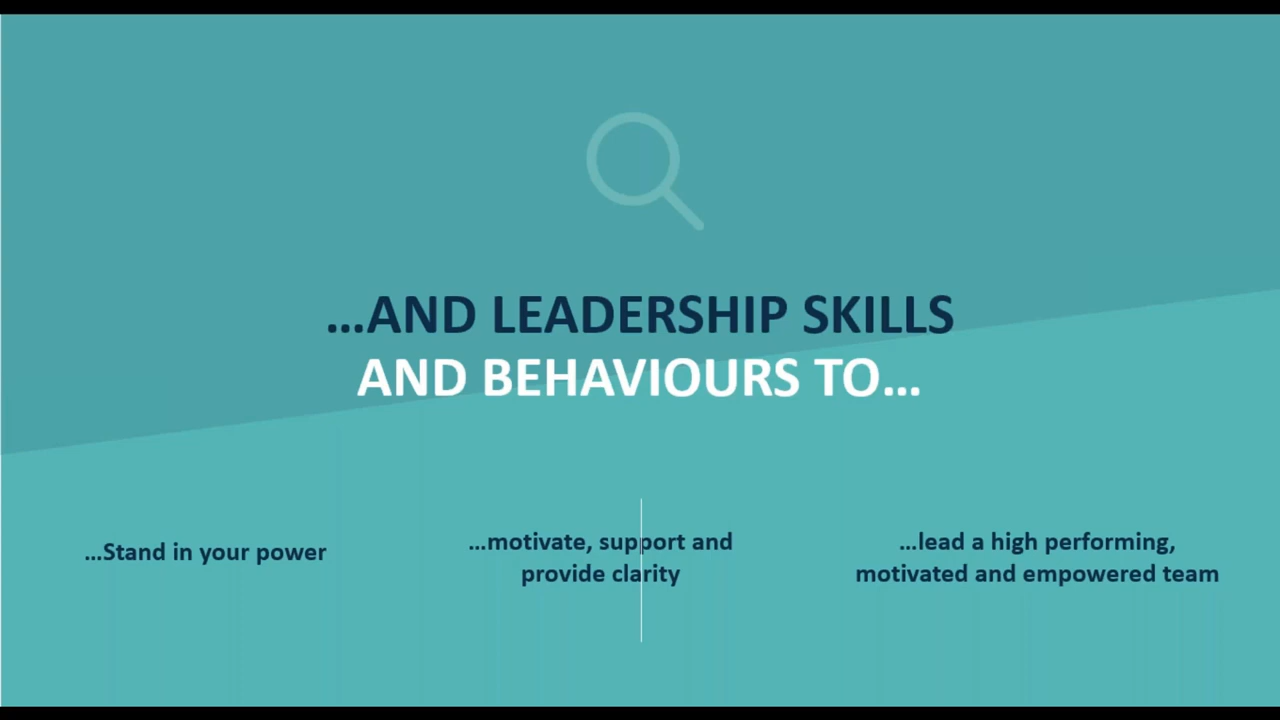 ...AND LEADERSHIP SKILLS
AND BEHAVIOURS TO...
...Stand in your power
...motivate, support and
provide clarity
...lead a high performing,
motivated and empowered team